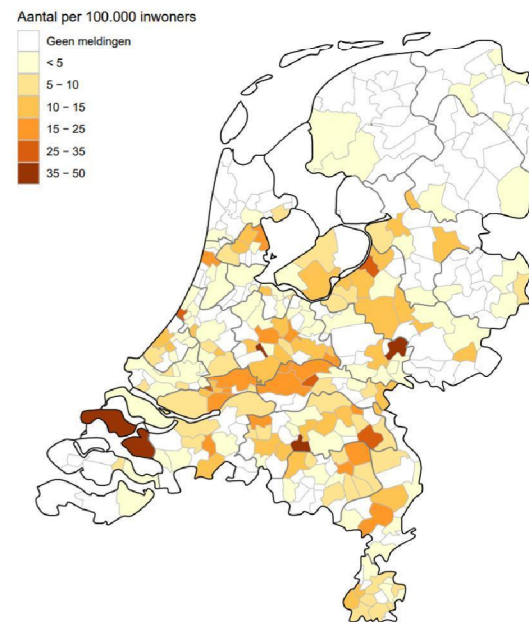 Aantal per 100.000 inwoners
Geen meldingen
< 5
5 – 10
10 – 15
15 – 25
25 – 35
35 – 50